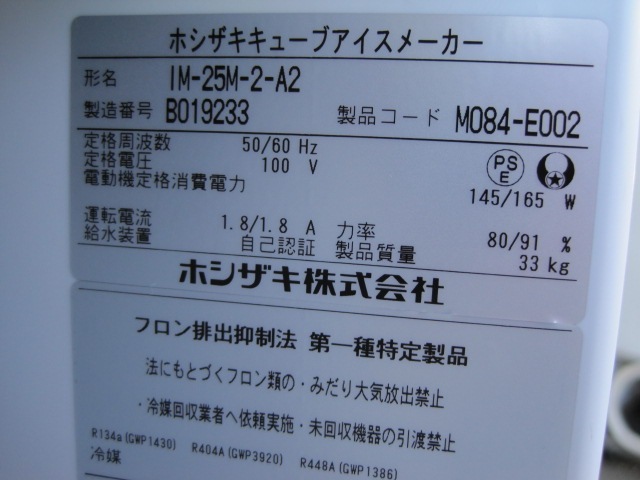 ホシザキキューブアイスメーカー
形名 IM-25M-2-A2
製造番号 B019233 製品コード M084-E002
定格周波数 50/60 Hz
定格電圧 100 V
PS E
電動機定格消費電力 145/165 W
運転電流 1.8/1.8 A 力率 80/91 %
給水装置 自己認証 製品質量 33 kg
ホシザキ株式会社
フロン排出抑制法 第一種特定製品
法にもとづくフロン類の・みだり大気放出禁止
・冷媒回収業者へ依頼実施・未回収機器の引渡禁止
R134a(GWP1430) R404A(GWP3920) R448A(GWP1386)
冷媒